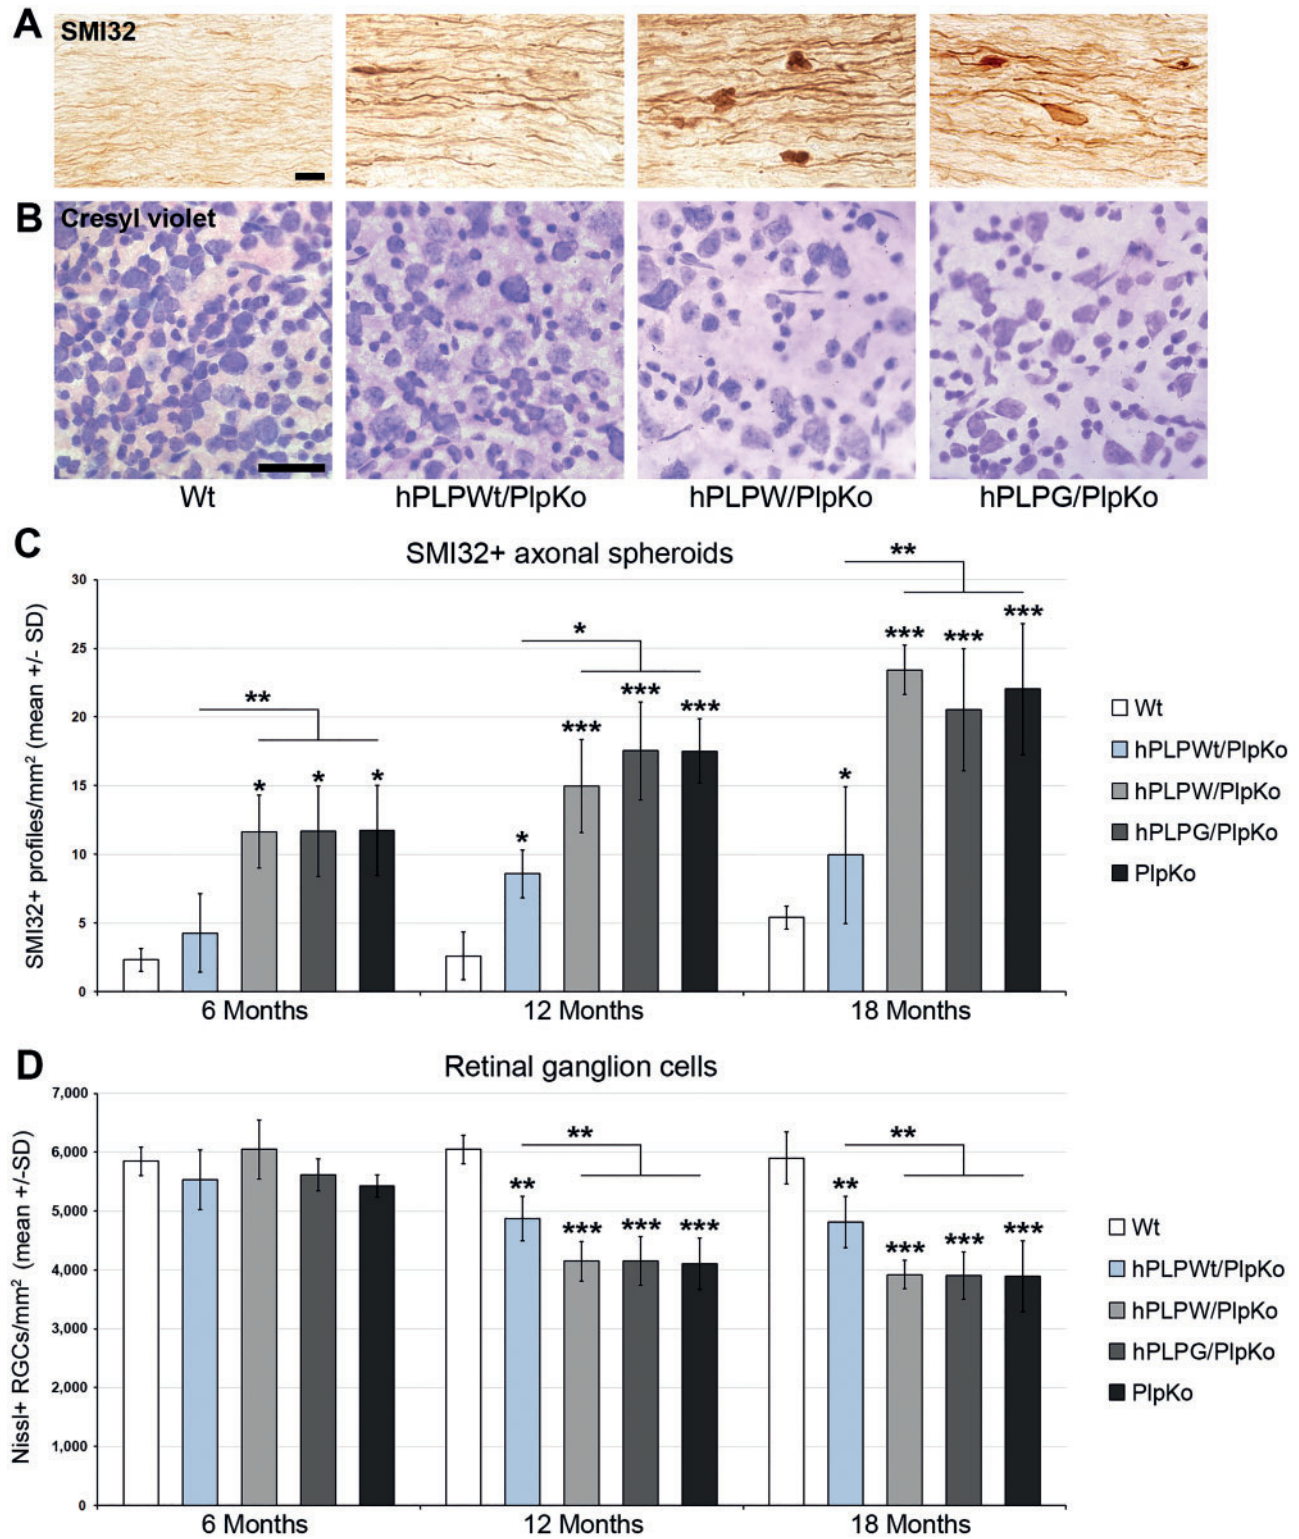 A
SMI32
B
Cresyl violet
Wt
hPLPWt/PlpKo
hPLPW/PlpKo
hPLPG/PlpKo
C
SMI32+ axonal spheroids
SMI32+ profiles/mm² (mean +/- SD)
30
25
20
15
10
5
0
**
*
*
*
*
*
***
***
***
**
*
***
***
***
6 Months
12 Months
18 Months
Wt
hPLPWt/PlpKo
hPLPW/PlpKo
hPLPG/PlpKo
PlpKo
D
Retinal ganglion cells
Nissl+ RGCs/mm² (mean +/-SD)
7,000
6,000
5,000
4,000
3,000
2,000
1,000
0
**
**
***
***
***
**
**
***
***
***
6 Months
12 Months
18 Months
Wt
hPLPWt/PlpKo
hPLPW/PlpKo
hPLPG/PlpKo
PlpKo